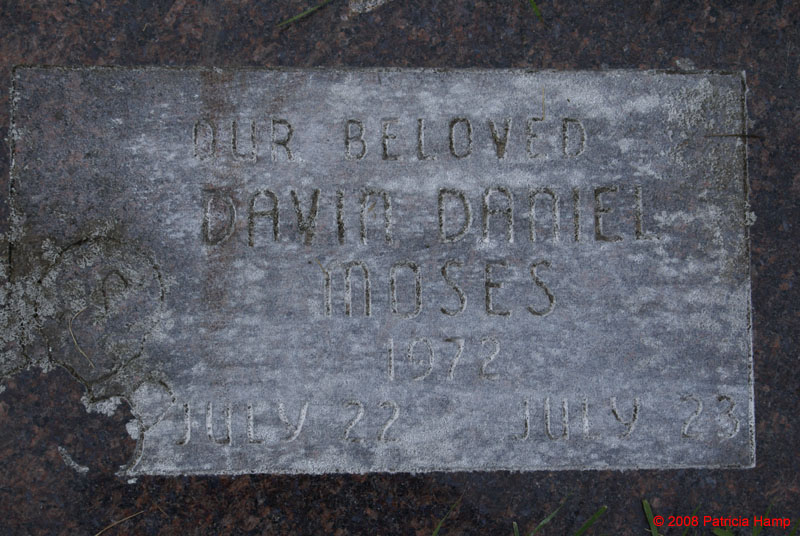 OUR BELOVED
DAVIN DANIEL
MOSES
1972
JULY 22 JULY 23
© 2008 Patricia Hamp